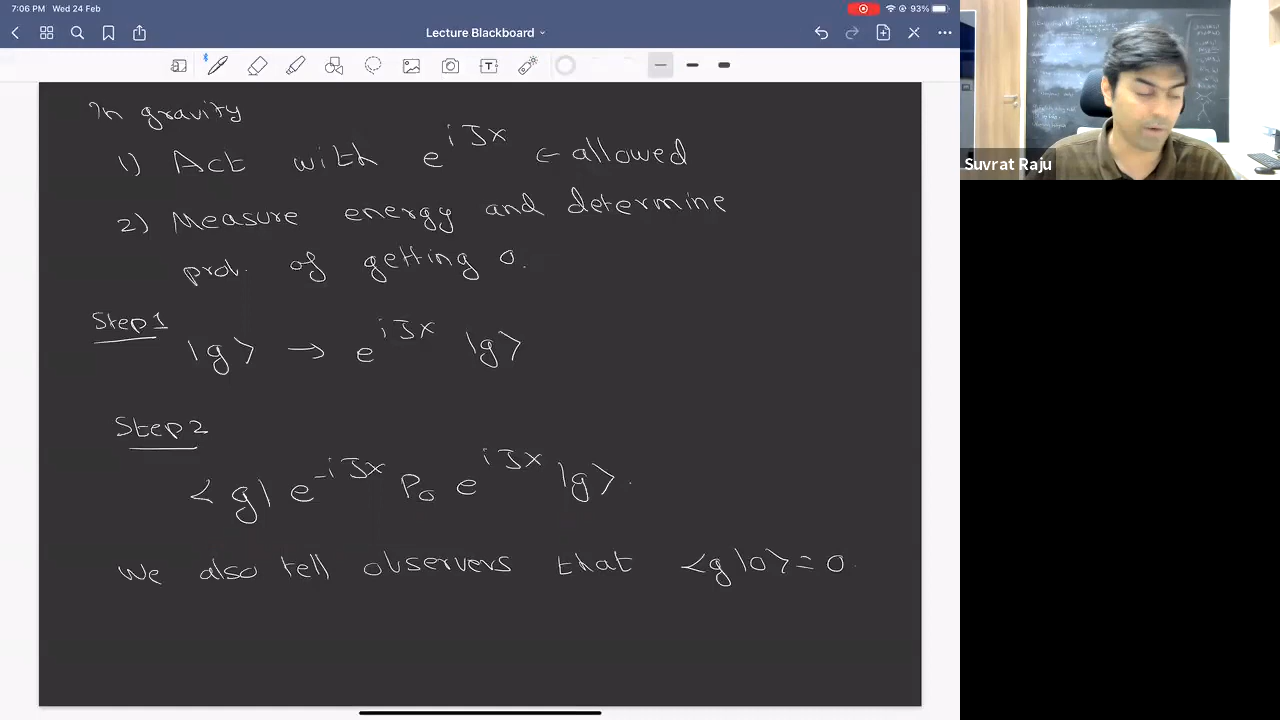 7:06 PM Wed 24 Feb
93%
Lecture Blackboard
In gravity
1) Act with e^{iJX} ← allowed
2) Measure energy and determine
prob. of getting 0.
Step 1
|g⟩ → e^{iJX} |g⟩
Step 2
⟨g| e^{-iJX} P_0 e^{iJX} |g⟩.
We also tell observers that ⟨g|0⟩ = 0.
Suvrat Raju